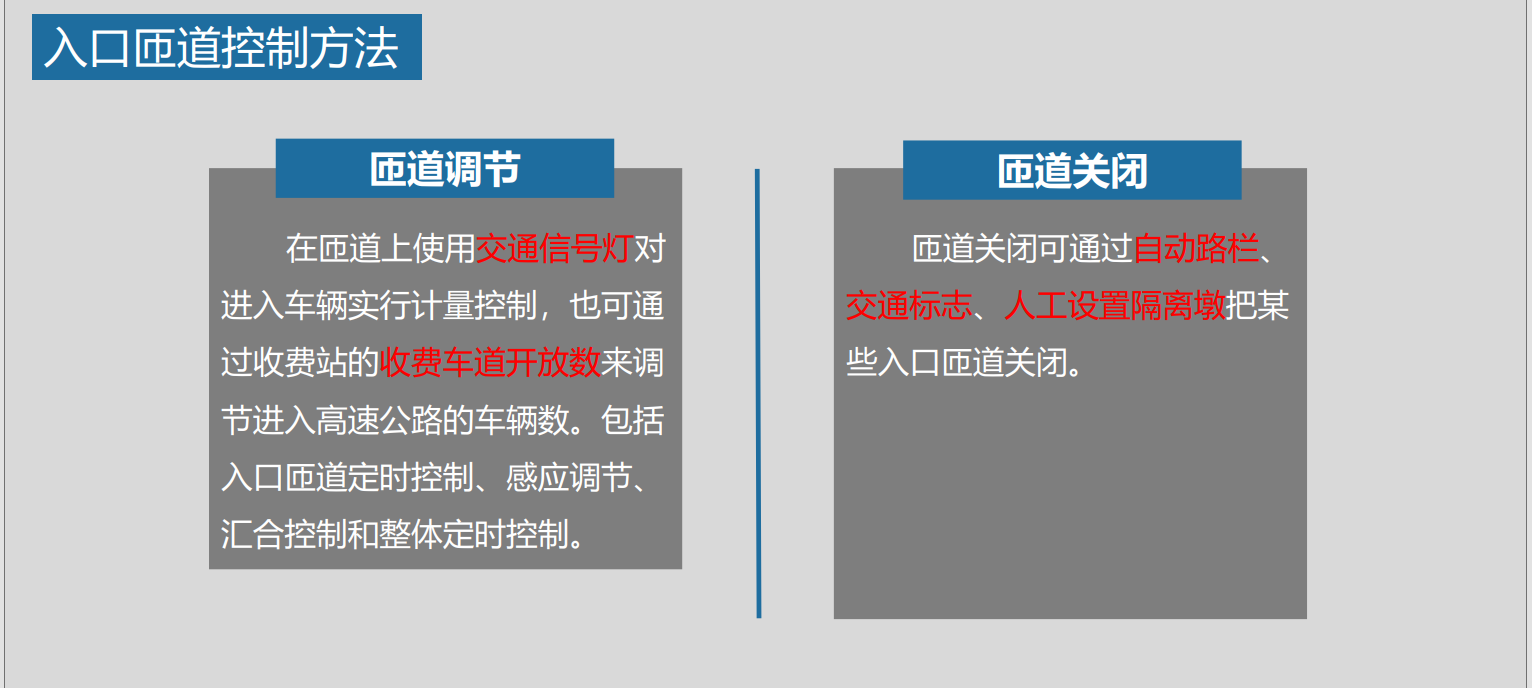 入口匝道控制方法
匝道调节
在匝道上使用交通信号灯对
进入车辆实行计量控制，也可通
过收费站的收费车道开放数来调
节进入高速公路的车辆数。包括
入口匝道定时控制、感应调节、
汇合控制和整体定时控制。
匝道关闭
匝道关闭可通过自动路栏、
交通标志、人工设置隔离墩把某
些入口匝道关闭。